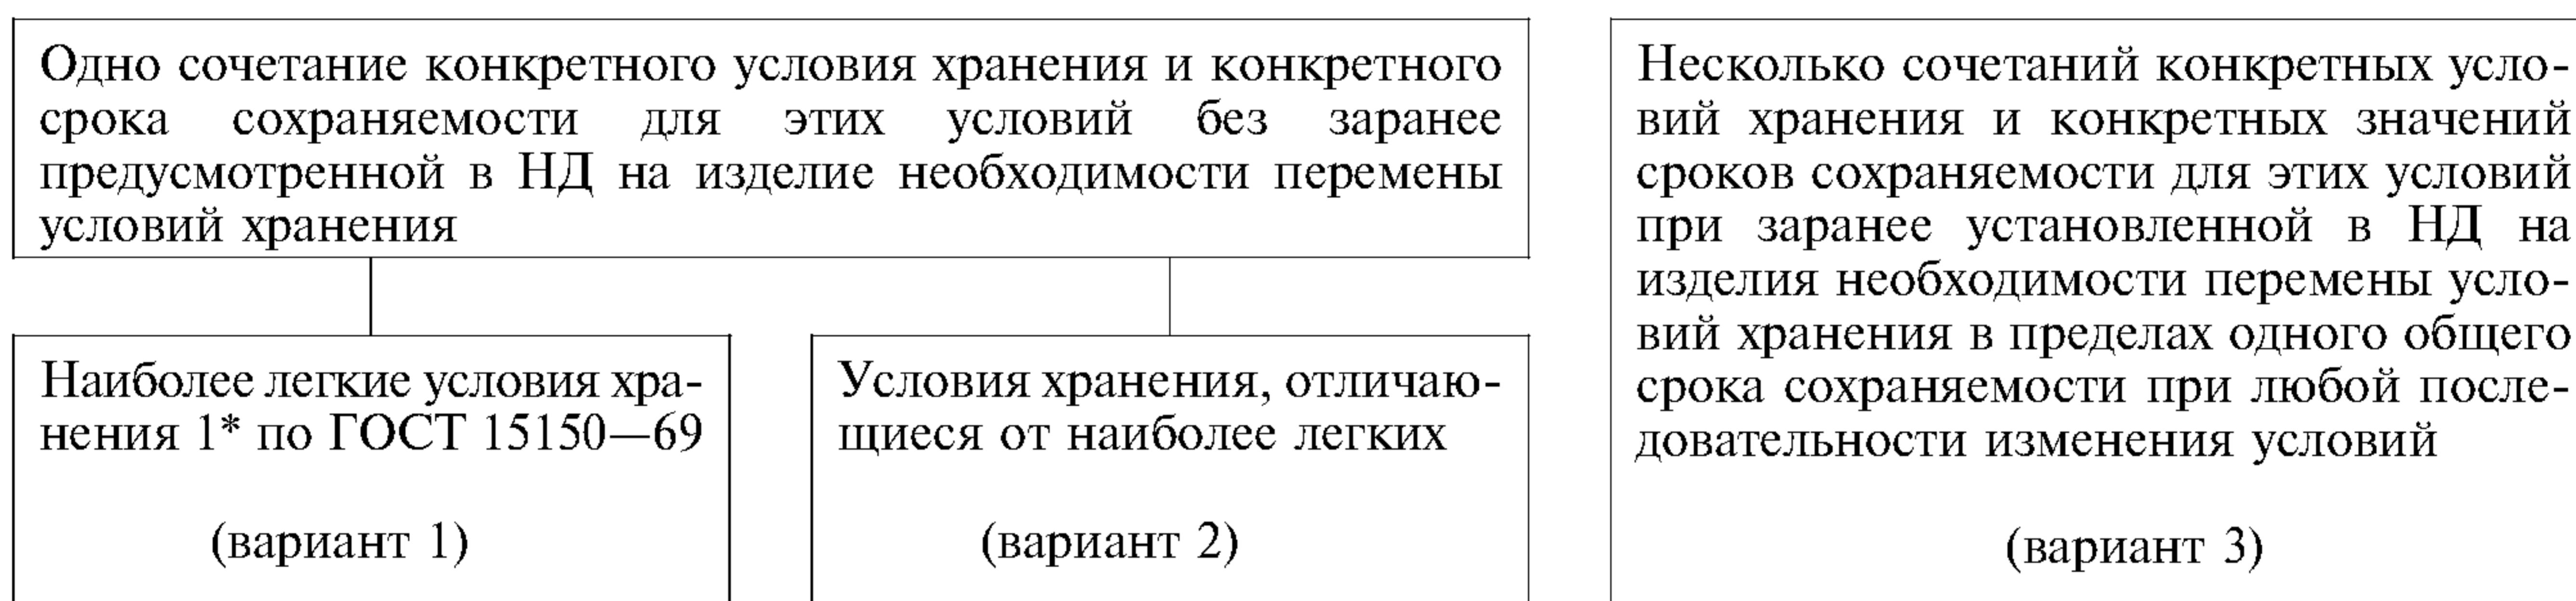 Одно сочетание конкретного условия хранения и конкретного
срока сохраняемости для этих условий без заранее
предусмотренной в НД на изделие необходимости перемены
условий хранения
Наиболее легкие условия хра-
нения 1* по ГОСТ 15150—69
(вариант 1)
Условия хранения, отличаю-
щиеся от наиболее легких
(вариант 2)
Несколько сочетаний конкретных усло-
вий хранения и конкретных значений
сроков сохраняемости для этих условий
при заранее установленной в НД на
изделия необходимости перемены усло-
вий хранения в пределах одного общего
срока сохраняемости при любой после-
довательности изменения условий
(вариант 3)